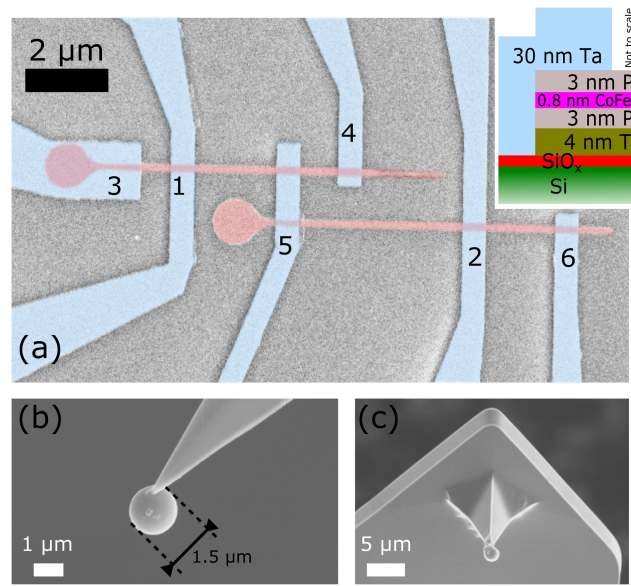 2 µm
Not to scale
30 nm Ta
3 nm P
0.8 nm CoFe
3 nm P
4 nm T
SiOx
Si
4
3
1
5
2
6
(a)
(b)
(c)
1.5 µm
1 µm
5 µm